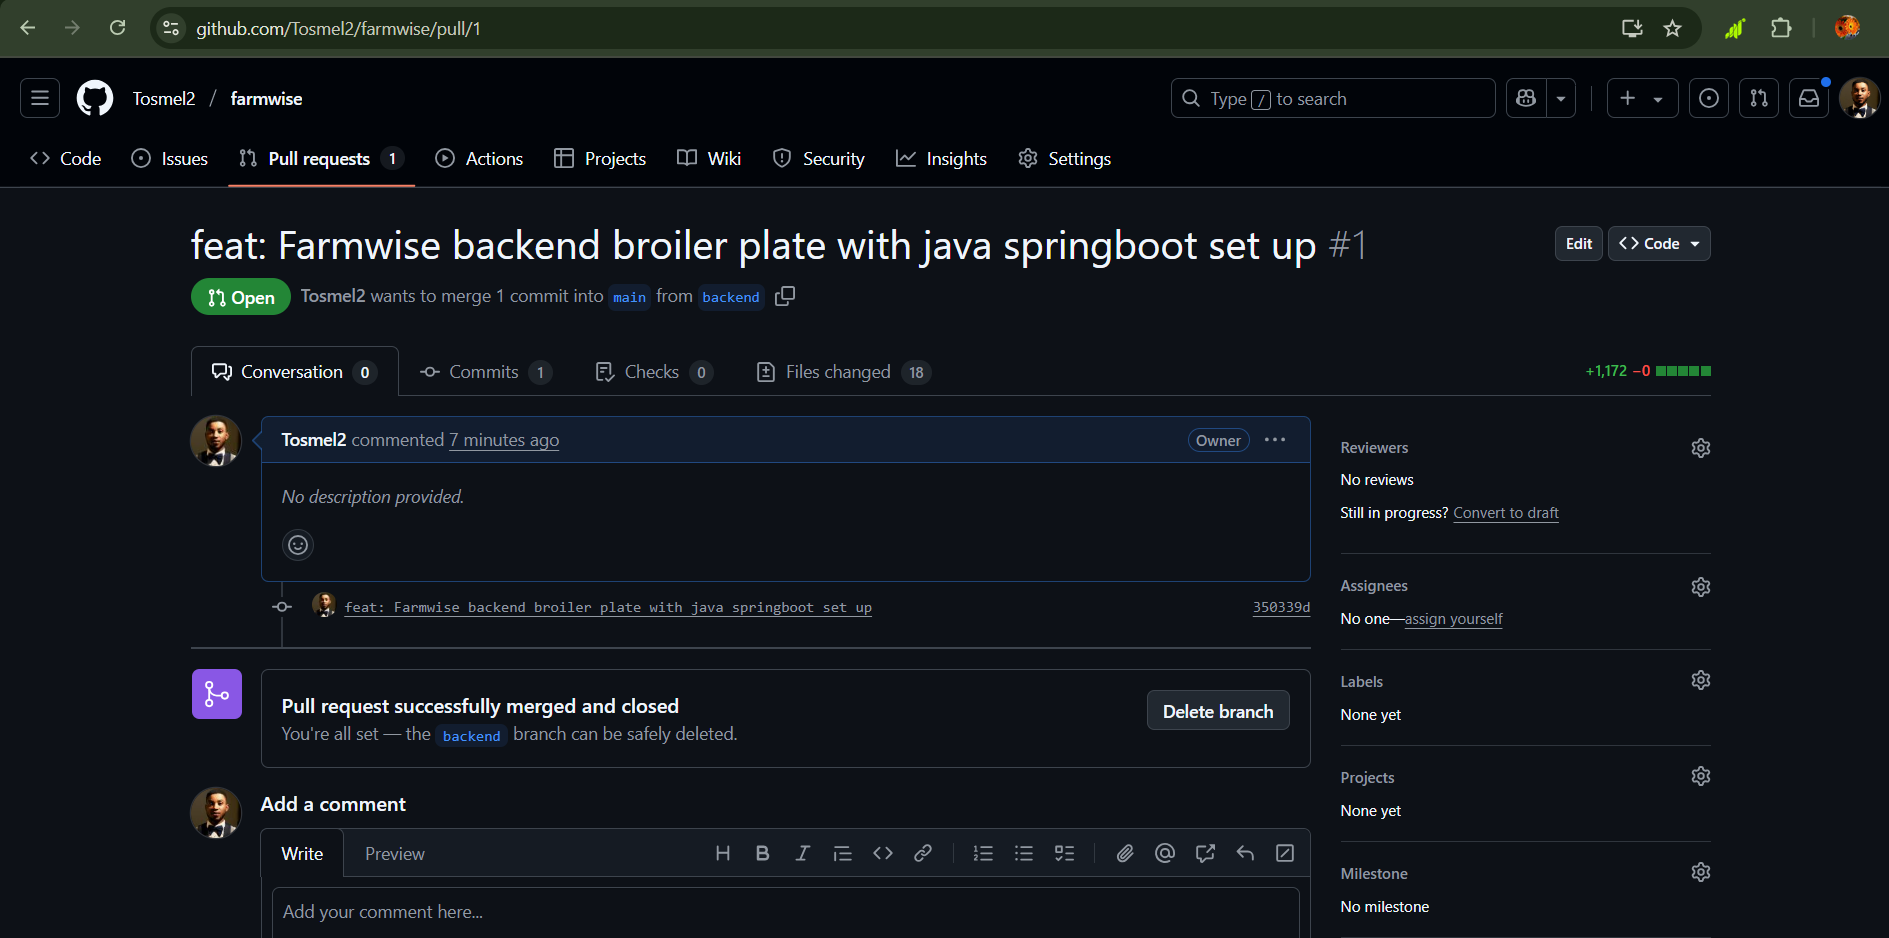 github.com/Tosmel2/farmwise/pull/1
Tosmel2 / farmwise
Type / to search
Code
Issues
Pull requests 1
Actions
Projects
Wiki
Security
Insights
Settings
feat: Farmwise backend broiler plate with java springboot set up #1
Edit
Code
Open
Tosmel2 wants to merge 1 commit into main from backend
Conversation 0
Commits 1
Checks 0
Files changed 18
+1,172 −0
Tosmel2 commented 7 minutes ago
Owner
No description provided.
feat: Farmwise backend broiler plate with java springboot set up
350339d
Pull request successfully merged and closed
You're all set — the backend branch can be safely deleted.
Delete branch
Add a comment
Write
Preview
Add your comment here...
Reviewers
No reviews
Still in progress? Convert to draft
Assignees
No one—assign yourself
Labels
None yet
Projects
None yet
Milestone
No milestone